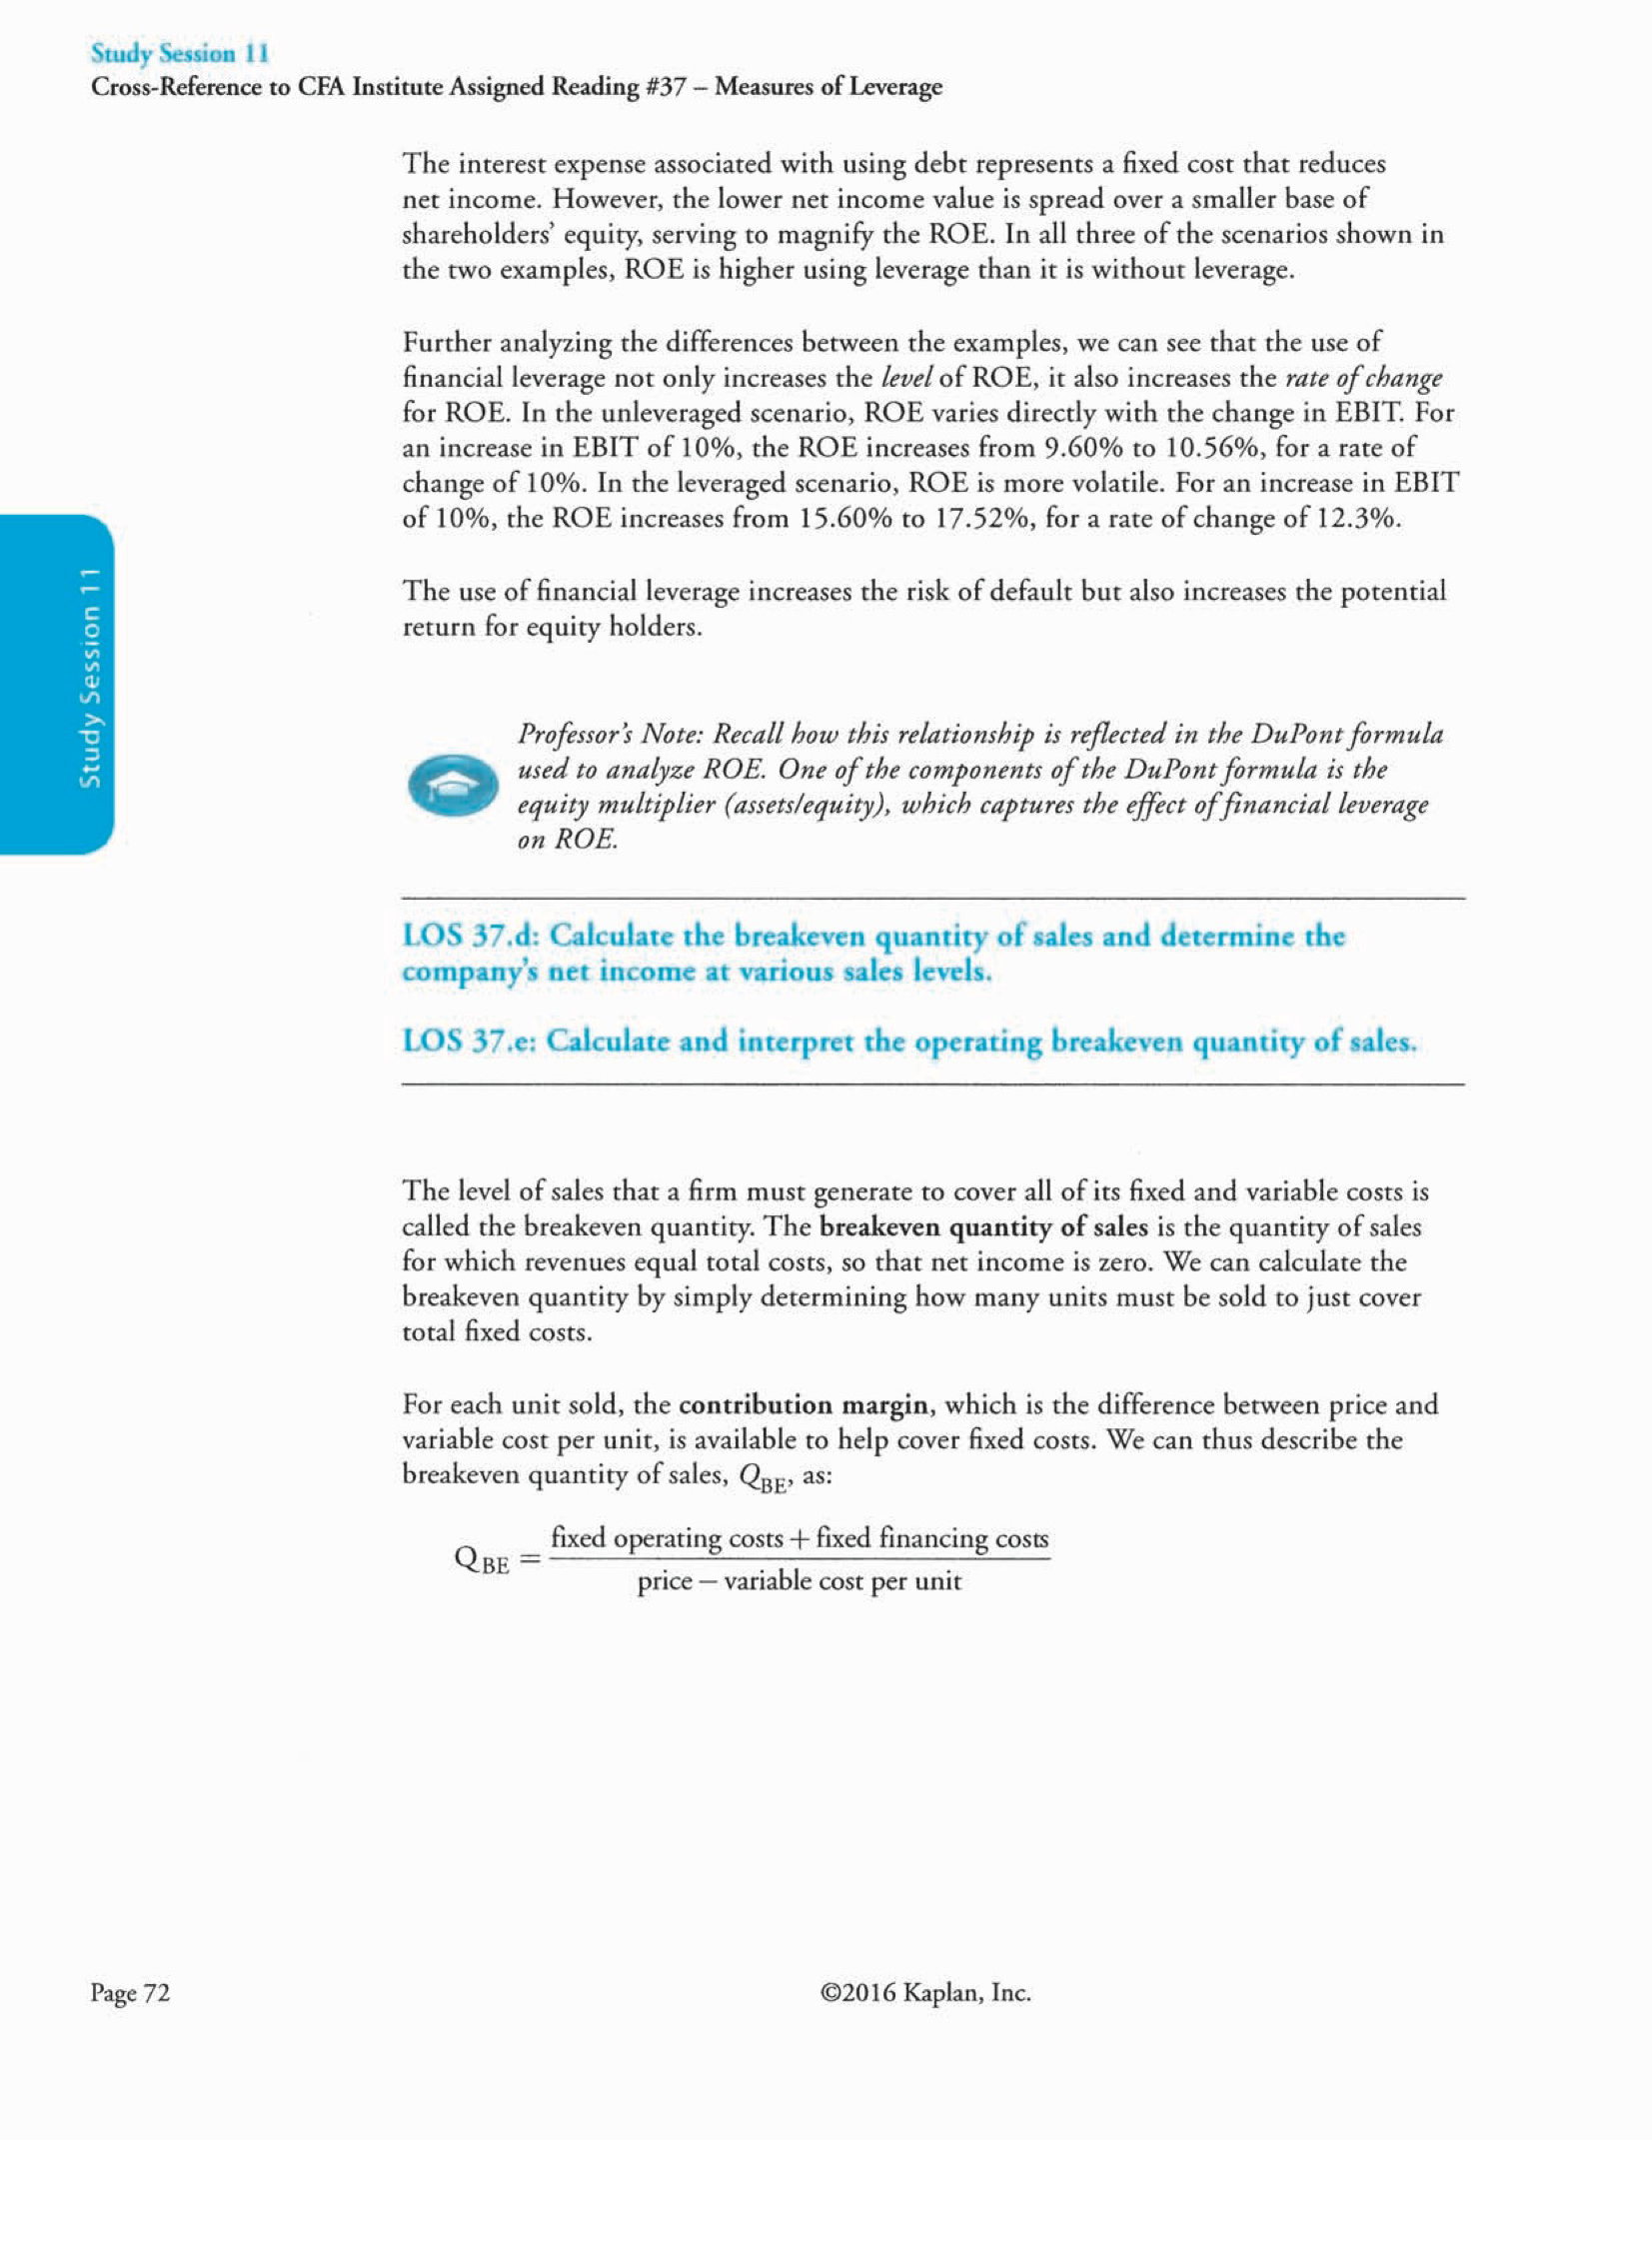 Study Session 11
Cross-Reference to CFA Institute Assigned Reading #37 – Measures of Leverage
The interest expense associated with using debt represents a fixed cost that reduces
net income. However, the lower net income value is spread over a smaller base of
shareholders’ equity, serving to magnify the ROE. In all three of the scenarios shown in
the two examples, ROE is higher using leverage than it is without leverage.
Further analyzing the differences between the examples, we can see that the use of
financial leverage not only increases the level of ROE, it also increases the rate of change
for ROE. In the unleveraged scenario, ROE varies directly with the change in EBIT. For
an increase in EBIT of 10%, the ROE increases from 9.60% to 10.56%, for a rate of
change of 10%. In the leveraged scenario, ROE is more volatile. For an increase in EBIT
of 10%, the ROE increases from 15.60% to 17.52%, for a rate of change of 12.3%.
The use of financial leverage increases the risk of default but also increases the potential
return for equity holders.
Study Session 11
Professor’s Note: Recall how this relationship is reflected in the DuPont formula
used to analyze ROE. One of the components of the DuPont formula is the
equity multiplier (assets/equity), which captures the effect of financial leverage
on ROE.
LOS 37.d: Calculate the breakeven quantity of sales and determine the
company’s net income at various sales levels.
LOS 37.e: Calculate and interpret the operating breakeven quantity of sales.
The level of sales that a firm must generate to cover all of its fixed and variable costs is
called the breakeven quantity. The breakeven quantity of sales is the quantity of sales
for which revenues equal total costs, so that net income is zero. We can calculate the
breakeven quantity by simply determining how many units must be sold to just cover
total fixed costs.
For each unit sold, the contribution margin, which is the difference between price and
variable cost per unit, is available to help cover fixed costs. We can thus describe the
breakeven quantity of sales, QBE, as:
QBE = fixed operating costs + fixed financing costs
price – variable cost per unit
Page 72
©2016 Kaplan, Inc.